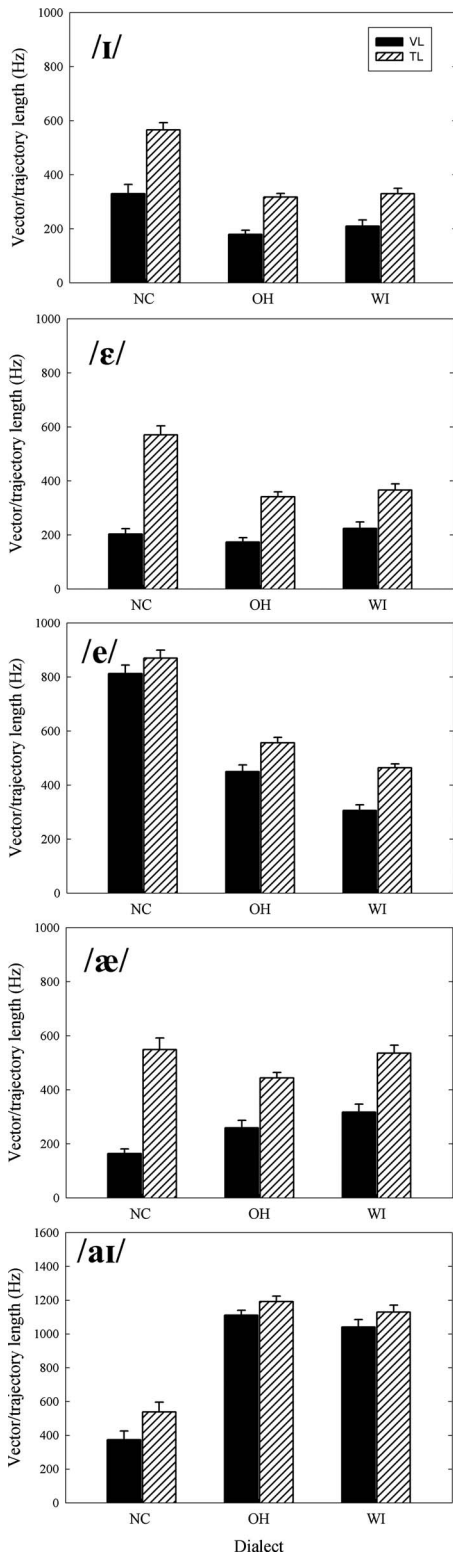 /ɪ/
VL
TL
Vector/trajectory length (Hz)
1000
800
600
400
200
0
NC OH WI
/ɛ/
Vector/trajectory length (Hz)
1000
800
600
400
200
0
NC OH WI
/e/
Vector/trajectory length (Hz)
1000
800
600
400
200
0
NC OH WI
/æ/
Vector/trajectory length (Hz)
1000
800
600
400
200
0
NC OH WI
/aɪ/
Vector/trajectory length (Hz)
1600
1400
1200
1000
800
600
400
200
0
NC OH WI
Dialect